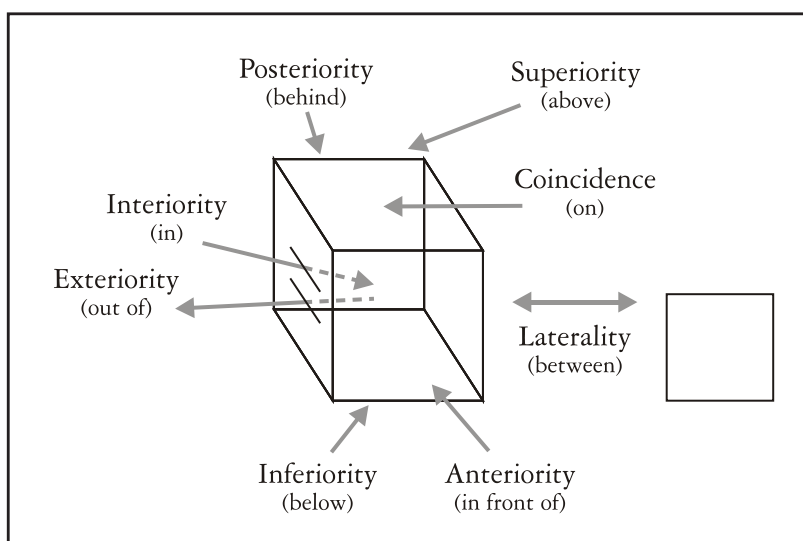 Posteriority
(behind)
Superiority
(above)
Coincidence
(on)
Interiority
(in)
Exteriority
(out of)
Laterality
(between)
Inferiority
(below)
Anteriority
(in front of)